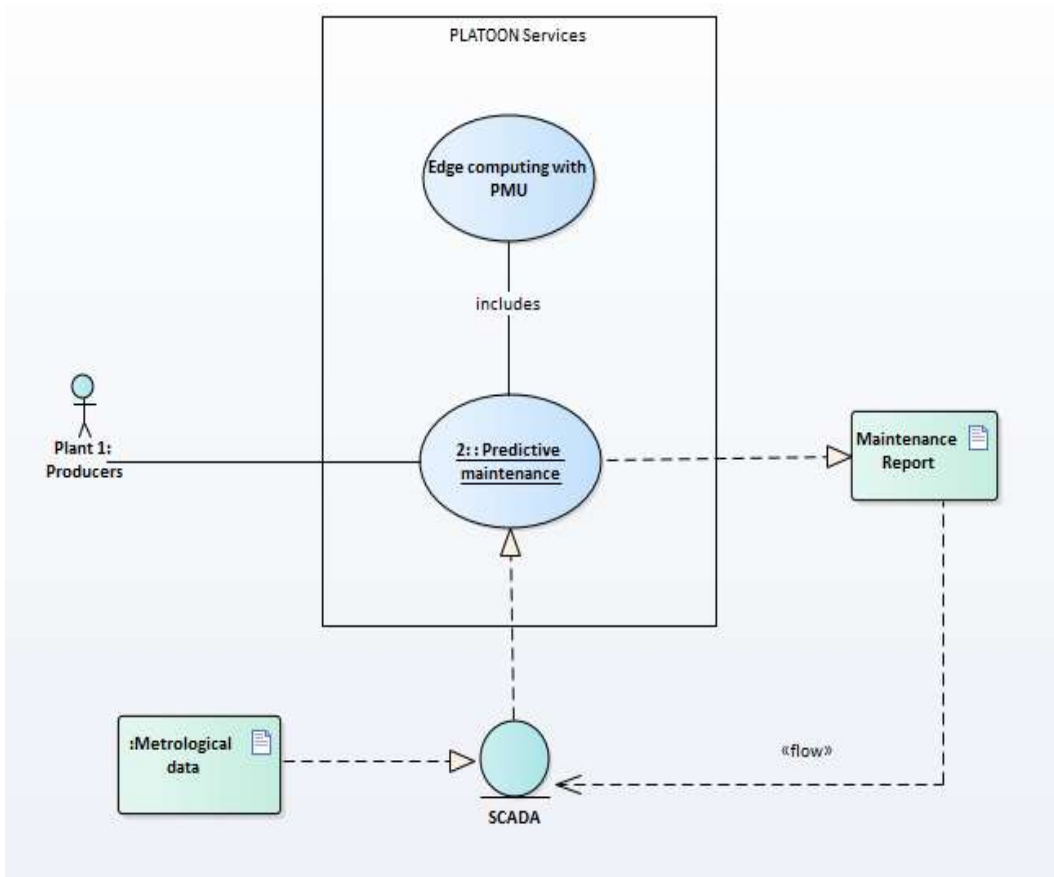 PLATOON Services
Edge computing with
PMU
includes
Plant 1:
Producers
2: : Predictive
maintenance
Maintenance
Report
:Metrological
data
«flow»
SCADA